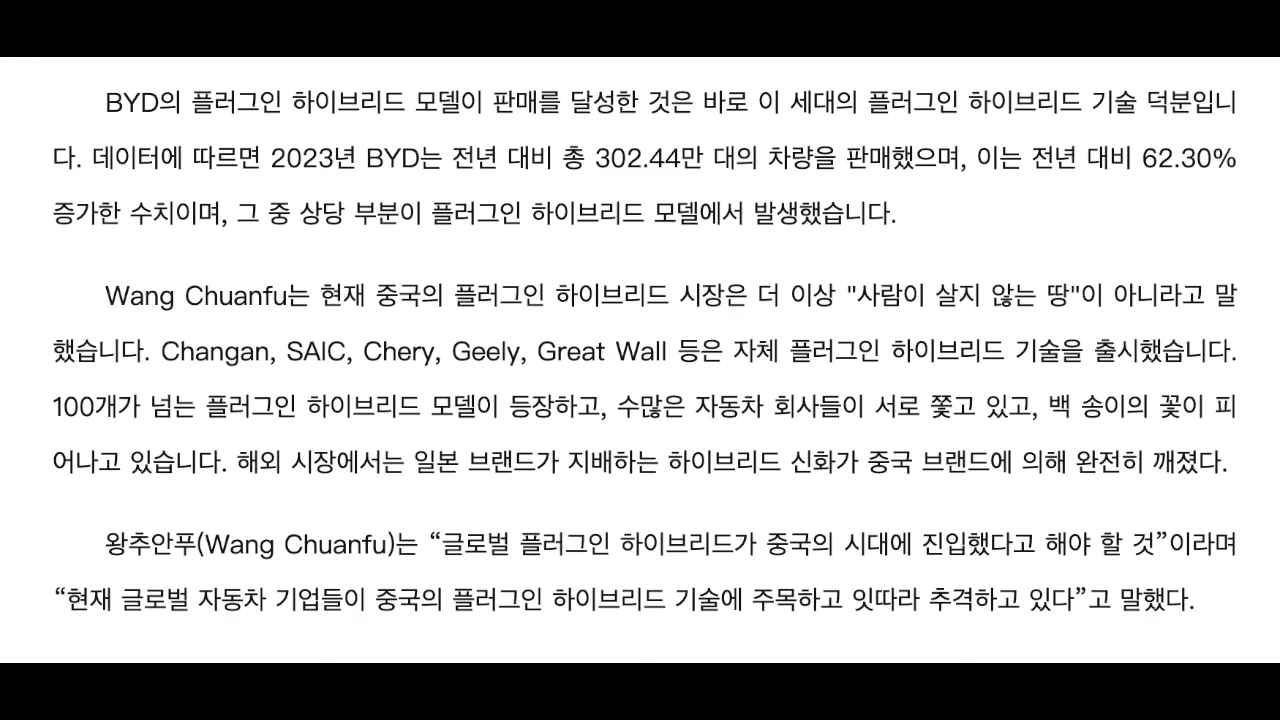 BYD의 플러그인 하이브리드 모델이 판매를 달성한 것은 바로 이 세대의 플러그인 하이브리드 기술 덕분입니
다. 데이터에 따르면 2023년 BYD는 전년 대비 총 302.44만 대의 차량을 판매했으며, 이는 전년 대비 62.30%
증가한 수치이며, 그 중 상당 부분이 플러그인 하이브리드 모델에서 발생했습니다.
Wang Chuanfu는 현재 중국의 플러그인 하이브리드 시장은 더 이상 "사람이 살지 않는 땅"이 아니라고 말
했습니다. Changan, SAIC, Chery, Geely, Great Wall 등은 자체 플러그인 하이브리드 기술을 출시했습니다.
100개가 넘는 플러그인 하이브리드 모델이 등장하고, 수많은 자동차 회사들이 서로 쫓고 있고, 백 송이의 꽃이 피
어나고 있습니다. 해외 시장에서는 일본 브랜드가 지배하는 하이브리드 신화가 중국 브랜드에 의해 완전히 깨졌다.
왕추안푸(Wang Chuanfu)는 “글로벌 플러그인 하이브리드가 중국의 시대에 진입했다고 해야 할 것”이라며
“현재 글로벌 자동차 기업들이 중국의 플러그인 하이브리드 기술에 주목하고 잇따라 추격하고 있다”고 말했다.